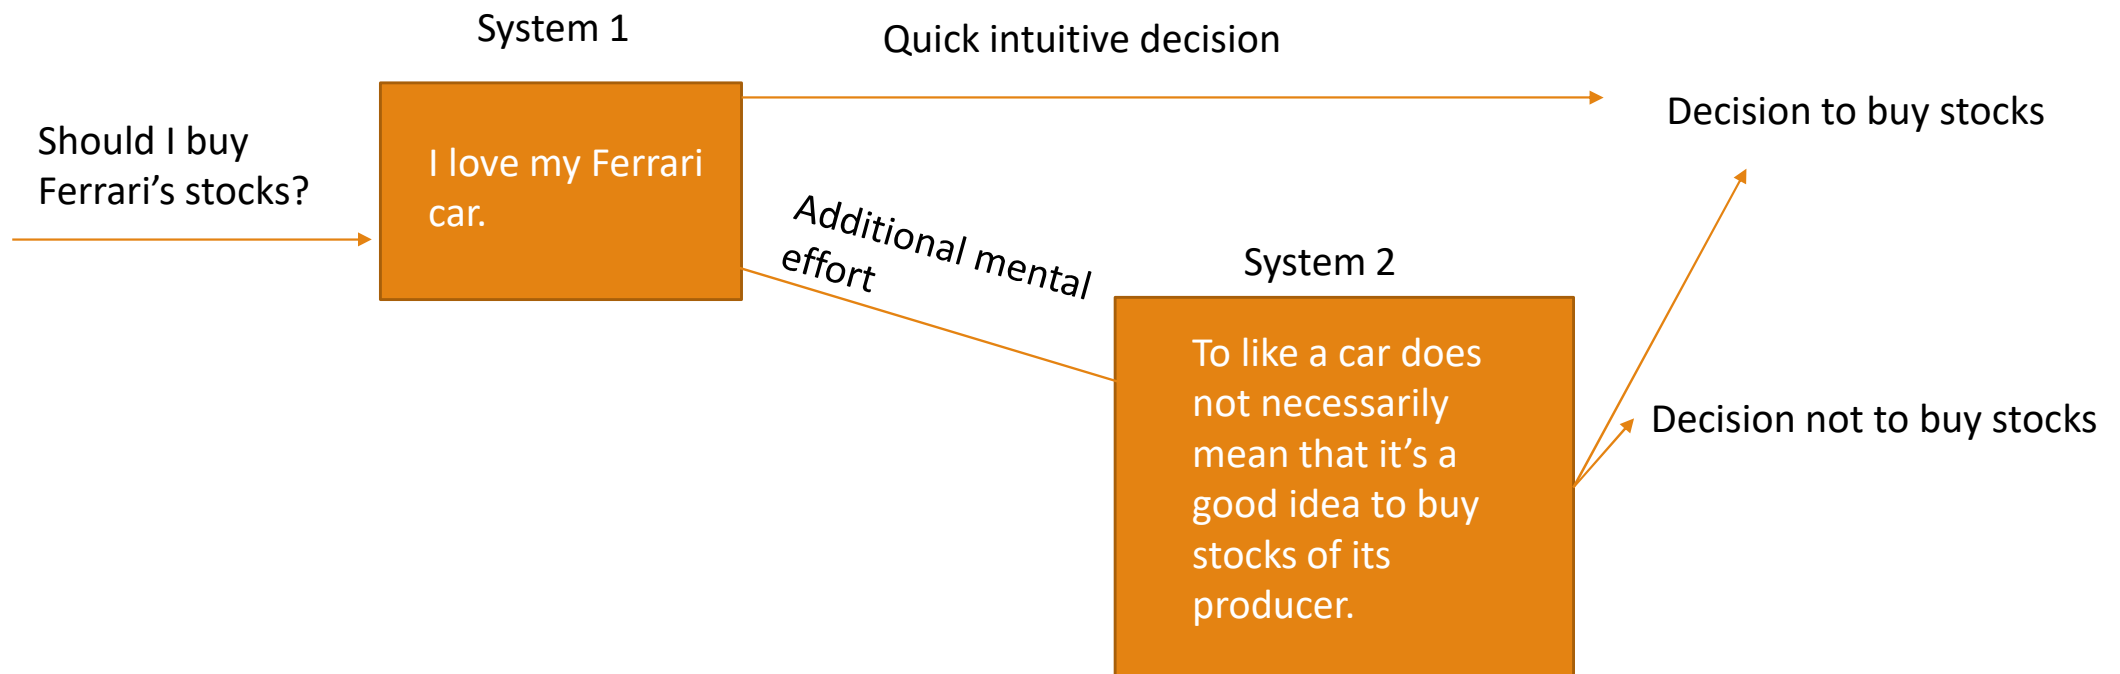 System 1
Quick intuitive decision
Should I buy
Ferrari’s stocks?
I love my Ferrari
car.
Decision to buy stocks
Additional mental
effort
System 2
To like a car does
not necessarily
mean that it’s a
good idea to buy
stocks of its
producer.
Decision not to buy stocks